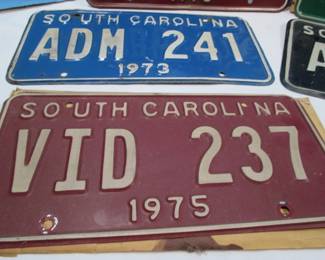 SOUTH CAROLINA
ADM 241
1973
SOUTH CAROLINA
VID 237
1975